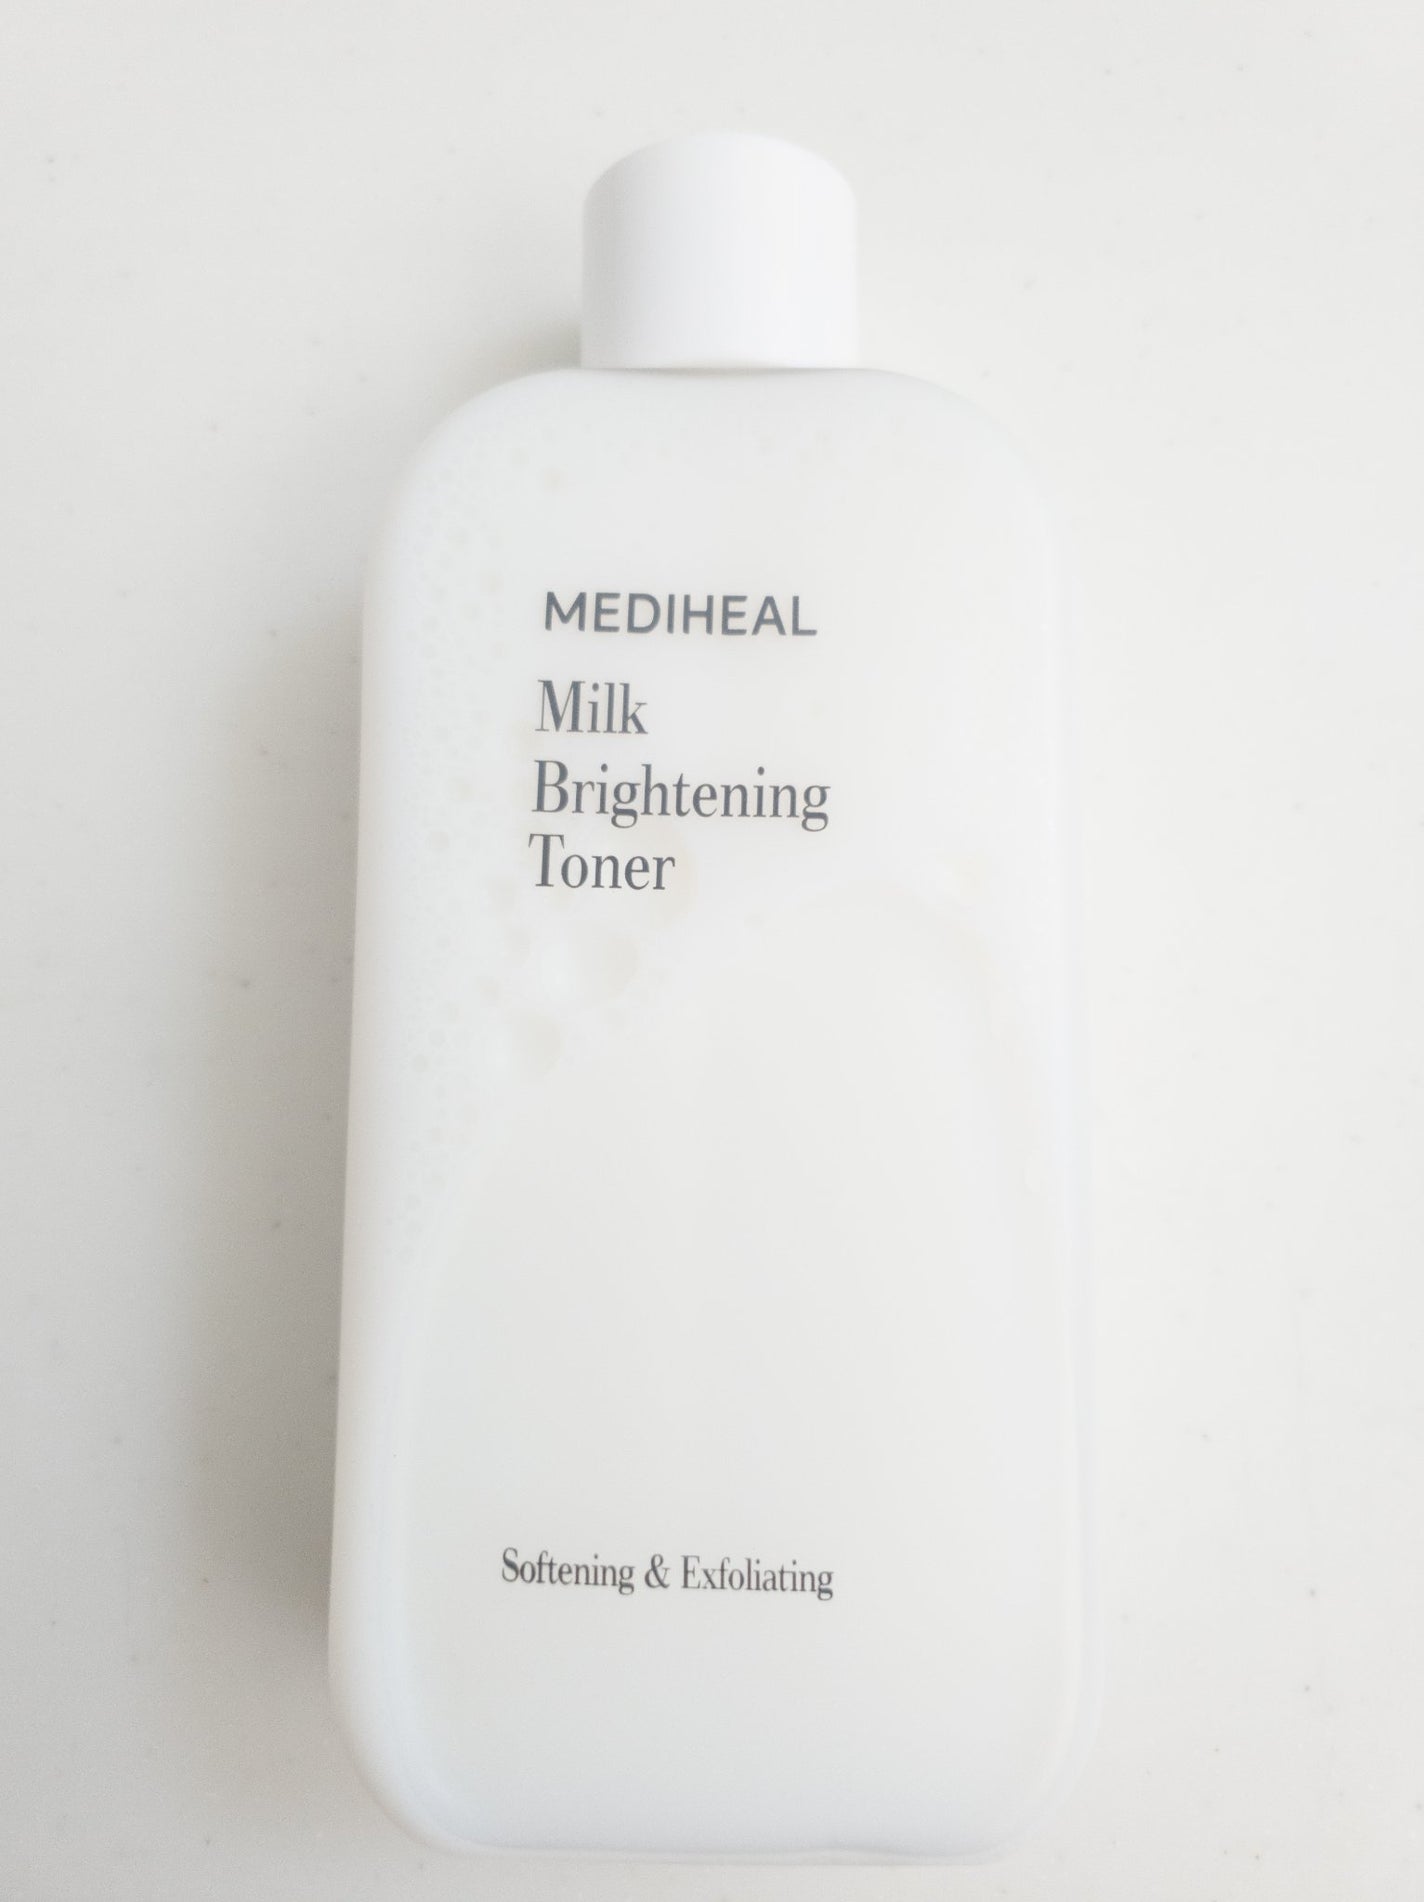 MEDIHEAL
Milk
Brightening
Toner
Softening & Exfoliating